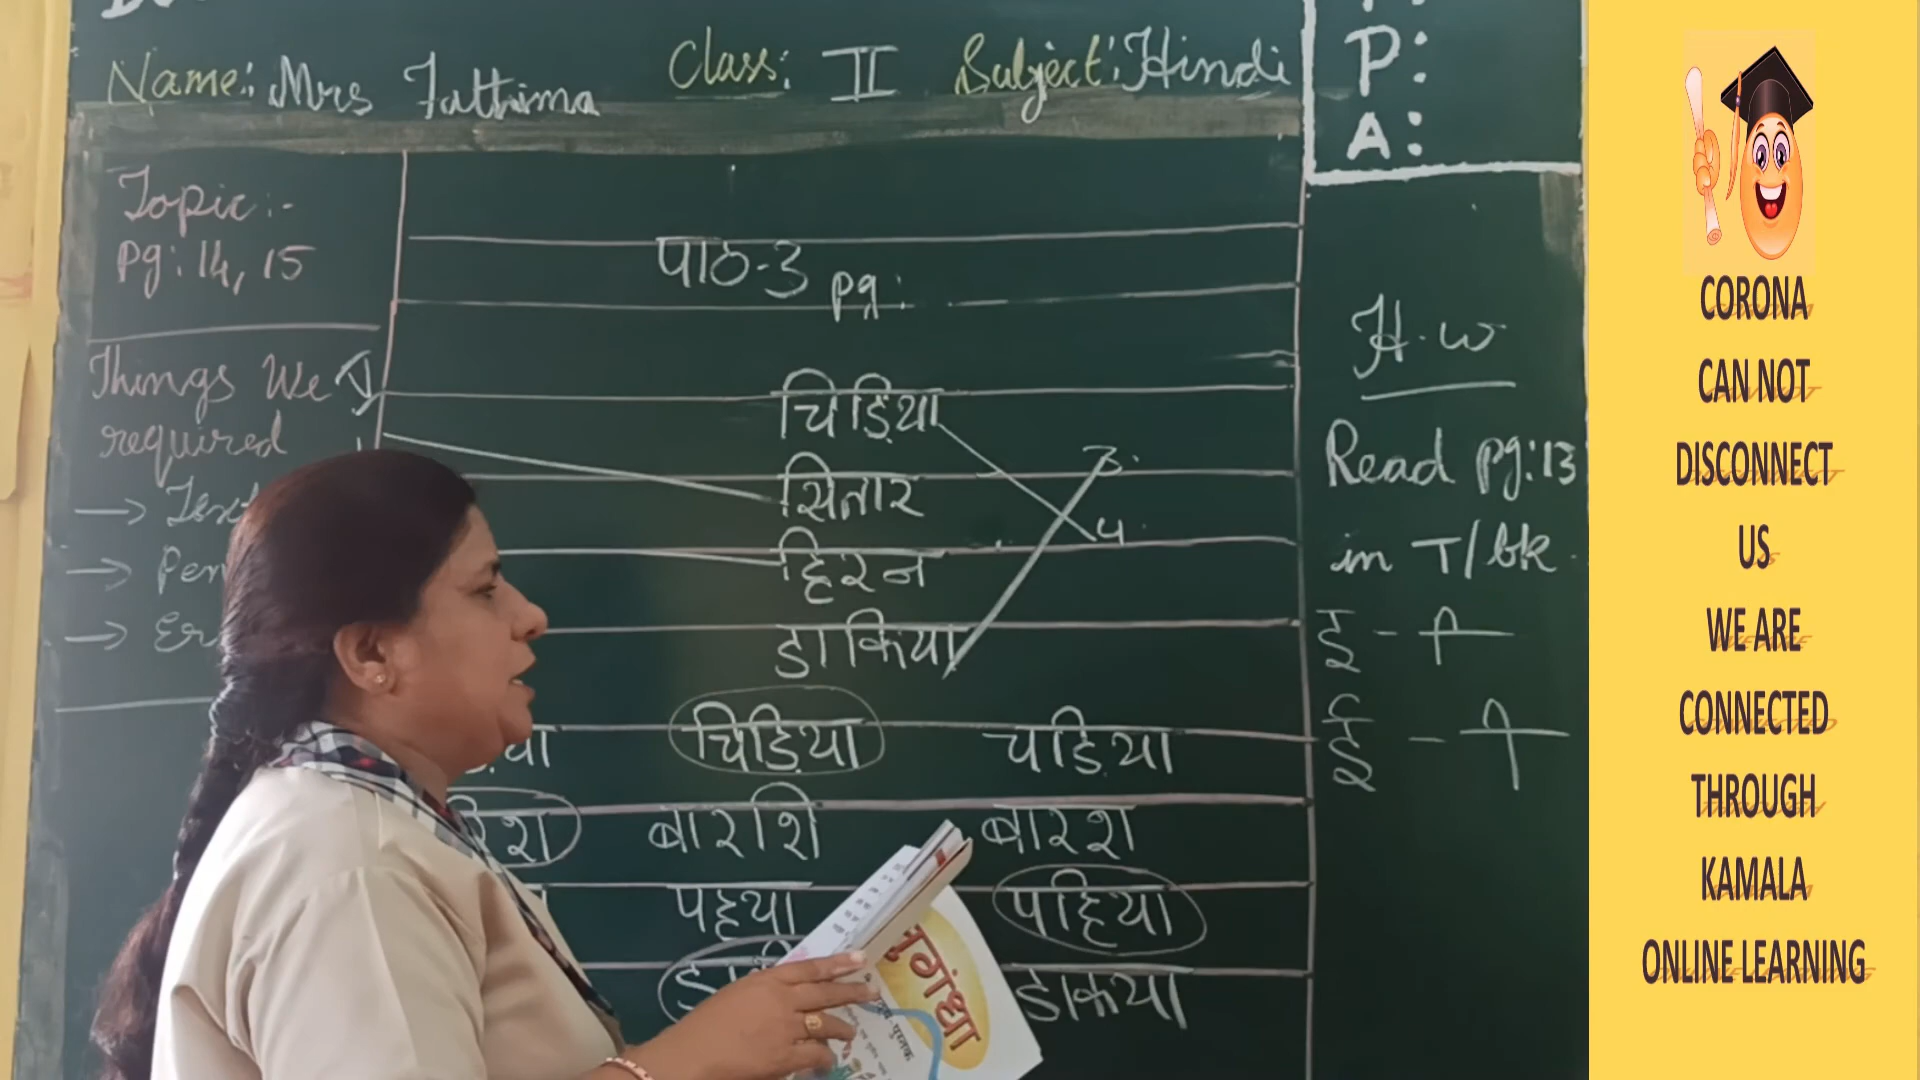 Name: Mrs Fathima Class: II Subject: Hindi
P:
A:
Topic:-
Pg: 14, 15
Things We
required
पाठ-3 pg:
चिड़िया
सितार
हिरन
डाकिया
3.
4.
चिड़िया चड़िया
बारशि बारश
पहया पहिया
डाकया
H.W
Read pg: 13
in T/bk.
इ - ि
ई - ी
CORONA
CAN NOT
DISCONNECT
US
WE ARE
CONNECTED
THROUGH
KAMALA
ONLINE LEARNING